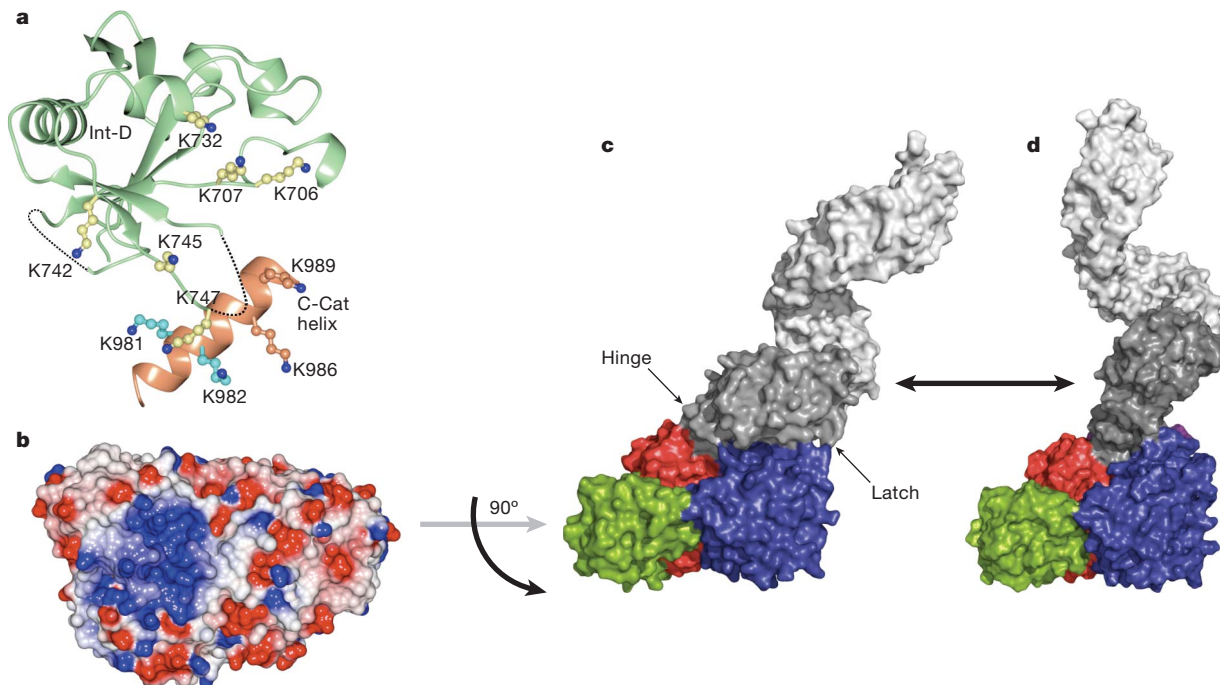 a
Int-D
K732
K707
K706
K742
K745
K747
K989
C-Cat
helix
K981
K986
K982
b
90º
c
Hinge
Latch
d